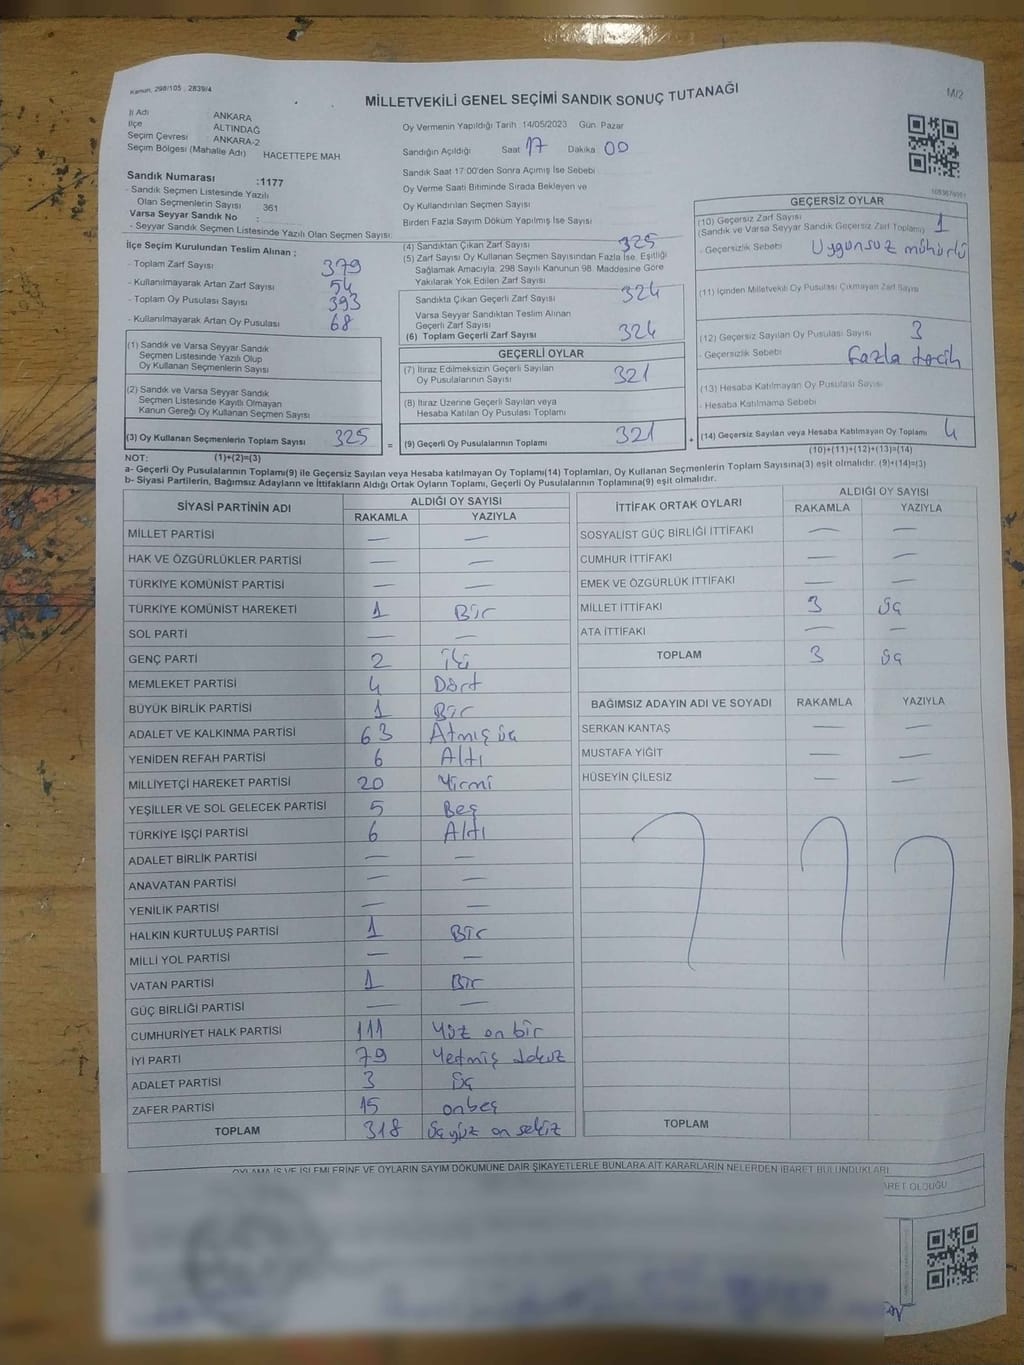 Kanun, 298/105 , 2839/4
MİLLETVEKİLİ GENEL SEÇİMİ SANDIK SONUÇ TUTANAĞI
M/2
İl Adı ANKARA
İlçe ALTINDAĞ
Seçim Çevresi ANKARA-2
Seçim Bölgesi (Mahalle Adı) HACETTEPE MAH
Sandık Numarası :1177
- Sandık Seçmen Listesinde Yazılı
Olan Seçmenlerin Sayısı 361
Varsa Seyyar Sandık No :
- Seyyar Sandık Seçmen Listesinde Yazılı Olan Seçmen Sayısı:
İlçe Seçim Kurulundan Teslim Alınan ;
- Toplam Zarf Sayısı 379
- Kullanılmayarak Artan Zarf Sayısı 54
- Toplam Oy Pusulası Sayısı 393
- Kullanılmayarak Artan Oy Pusulası 68
(1) Sandık ve Varsa Seyyar Sandık
Seçmen Listesinde Yazılı Olup
Oy Kullanan Seçmenlerin Sayısı
(2) Sandık ve Varsa Seyyar Sandık
Seçmen Listesinde Kayıtlı Olmayan
Kanun Gereği Oy Kullanan Seçmen Sayısı
(3) Oy Kullanan Seçmenlerin Toplam Sayısı 325
Oy Vermenin Yapıldığı Tarih 14/05/2023 Gün Pazar
Sandığın Açıldığı Saat 17 Dakika 00
Sandık Saat 17:00'den Sonra Açılmış İse Sebebi
Oy Verme Saati Bitiminde Sırada Bekleyen ve
Oy Kullandırılan Seçmen Sayısı
Birden Fazla Sayım Döküm Yapılmış İse Sayısı
(4) Sandıktan Çıkan Zarf Sayısı 325
(5) Zarf Sayısı Oy Kullanan Seçmen Sayısından Fazla İse, Eşitliği
Sağlamak Amacıyla; 298 Sayılı Kanunun 98. Maddesine Göre
Yakılarak Yok Edilen Zarf Sayısı
Sandıkta Çıkan Geçerli Zarf Sayısı 324
Varsa Seyyar Sandıktan Teslim Alınan
Geçerli Zarf Sayısı
(6) Toplam Geçerli Zarf Sayısı 324
GEÇERLİ OYLAR
(7) İtiraz Edilmeksizin Geçerli Sayılan
Oy Pusulalarının Sayısı 321
(8) İtiraz Üzerine Geçerli Sayılan veya
Hesaba Katılan Oy Pusulası Toplamı
= (9) Geçerli Oy Pusulalarının Toplamı 321 +
GEÇERSİZ OYLAR
(10) Geçersiz Zarf Sayısı 1
(Sandık ve Varsa Seyyar Sandık Geçersiz Zarf Toplamı)
- Geçersizlik Sebebi Uygunsuz mühürlü
(11) İçinden Milletvekili Oy Pusulası Çıkmayan Zarf Sayısı
(12) Geçersiz Sayılan Oy Pusulası Sayısı 3
- Geçersizlik Sebebi Fazla tercih
(13) Hesaba Katılmayan Oy Pusulası Sayısı
- Hesaba Katılmama Sebebi
(14) Geçersiz Sayılan veya Hesaba Katılmayan Oy Toplamı 4
NOT: (1)+(2)=(3) (10)+(11)+(12)+(13)=(14)
a- Geçerli Oy Pusulalarının Toplamı(9) ile Geçersiz Sayılan veya Hesaba katılmayan Oy Toplamı(14) Toplamları, Oy Kullanan Seçmenlerin Toplam Sayısına(3) eşit olmalıdır. (9)+(14)=(3)
b- Siyasi Partilerin, Bağımsız Adayların ve İttifakların Aldığı Ortak Oyların Toplamı, Geçerli Oy Pusulalarının Toplamına(9) eşit olmalıdır.
SİYASİ PARTİNİN ADI ALDIĞI OY SAYISI
RAKAMLA YAZIYLA
MİLLET PARTİSİ — —
HAK VE ÖZGÜRLÜKLER PARTİSİ — —
TÜRKİYE KOMÜNİST PARTİSİ — —
TÜRKİYE KOMÜNİST HAREKETİ 1 Bir
SOL PARTİ — —
GENÇ PARTİ 2 İki
MEMLEKET PARTİSİ 4 Dört
BÜYÜK BİRLİK PARTİSİ 1 Bir
ADALET VE KALKINMA PARTİSİ 63 Atmış üç
YENİDEN REFAH PARTİSİ 6 Altı
MİLLİYETÇİ HAREKET PARTİSİ 20 Yirmi
YEŞİLLER VE SOL GELECEK PARTİSİ 5 Beş
TÜRKİYE İŞÇİ PARTİSİ 6 Altı
ADALET BİRLİK PARTİSİ — —
ANAVATAN PARTİSİ — —
YENİLİK PARTİSİ — —
HALKIN KURTULUŞ PARTİSİ 1 Bir
MİLLİ YOL PARTİSİ — —
VATAN PARTİSİ 1 Bir
GÜÇ BİRLİĞİ PARTİSİ — —
CUMHURİYET HALK PARTİSİ 111 Yüz on bir
İYİ PARTİ 79 Yetmiş dokuz
ADALET PARTİSİ 3 üç
ZAFER PARTİSİ 15 onbeş
TOPLAM 318 üçyüz on sekiz
İTTİFAK ORTAK OYLARI ALDIĞI OY SAYISI
RAKAMLA YAZIYLA
SOSYALİST GÜÇ BİRLİĞİ İTTİFAKI — —
CUMHUR İTTİFAKI — —
EMEK VE ÖZGÜRLÜK İTTİFAKI — —
MİLLET İTTİFAKI 3 üç
ATA İTTİFAKI — —
TOPLAM 3 üç
BAĞIMSIZ ADAYIN ADI VE SOYADI RAKAMLA YAZIYLA
SERKAN KANTAŞ — —
MUSTAFA YİĞİT — —
HÜSEYİN ÇİLESİZ — —
TOPLAM
OYLAMA İŞ VE İŞLEMLERİNE VE OYLARIN SAYIM DÖKÜMÜNE DAİR ŞİKAYETLERLE BUNLARA AİT KARARLARIN NELERDEN İBARET BULUNDUKLARI
ARET OLDUĞU